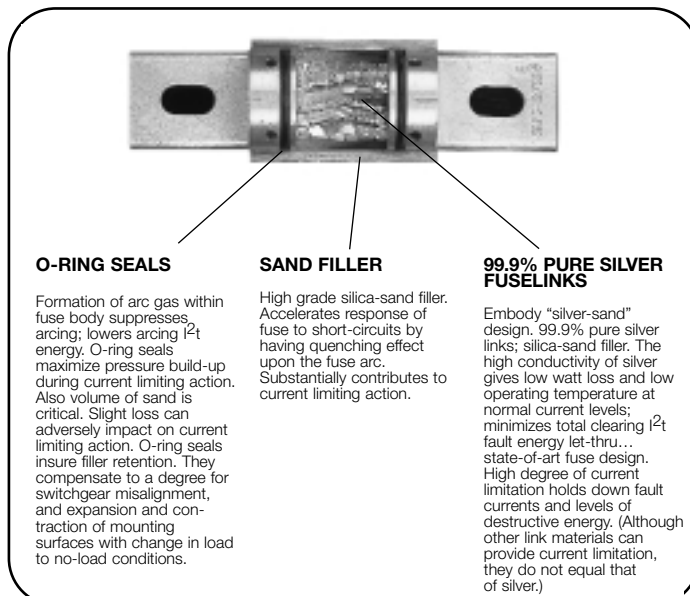 O-RING SEALS
Formation of arc gas within
fuse body suppresses
arcing; lowers arcing I2t
energy. O-ring seals
maximize pressure build-up
during current limiting action.
Also volume of sand is
critical. Slight loss can
adversely impact on current
limiting action. O-ring seals
insure filler retention. They
compensate to a degree for
switchgear misalignment,
and expansion and con-
traction of mounting
surfaces with change in load
to no-load conditions.
SAND FILLER
High grade silica-sand filler.
Accelerates response of
fuse to short-circuits by
having quenching effect
upon the fuse arc.
Substantially contributes to
current limiting action.
99.9% PURE SILVER
FUSELINKS
Embody “silver-sand”
design. 99.9% pure silver
links; silica-sand filler. The
high conductivity of silver
gives low watt loss and low
operating temperature at
normal current levels;
minimizes total clearing I2t
fault energy let-thru…
state-of-art fuse design.
High degree of current
limitation holds down fault
currents and levels of
destructive energy. (Although
other link materials can
provide current limitation,
they do not equal that
of silver.)